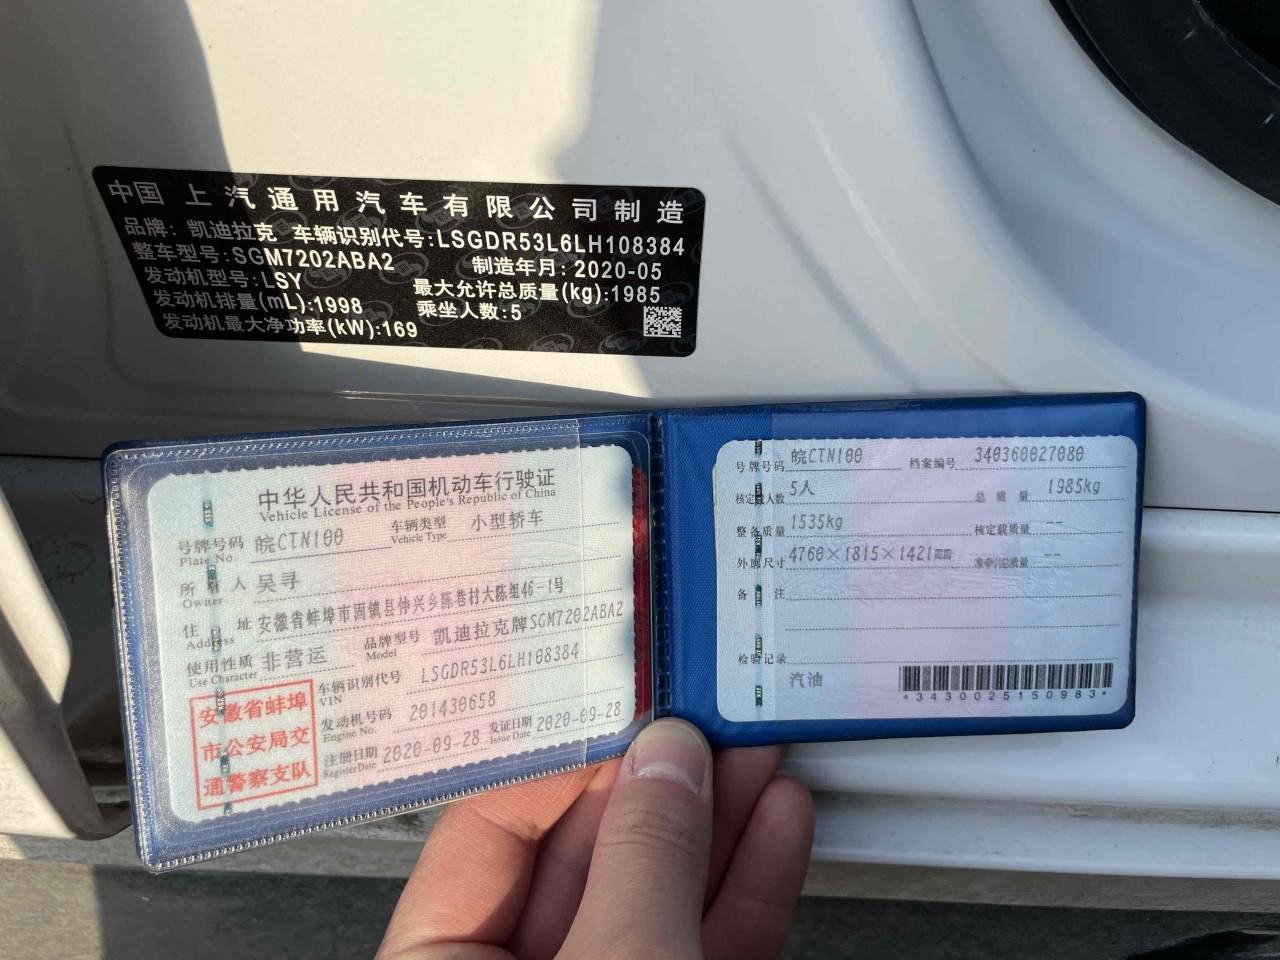 中国 上汽通用汽车有限公司制造
品牌: 凯迪拉克 车辆识别代号:LSGDR53L6LH108384
整车型号:SGM7202ABA2 制造年月: 2020-05
发动机型号:LSY 最大允许总质量(kg):1985
发动机排量(mL):1998 乘坐人数:5
发动机最大净功率(kW):169
中华人民共和国机动车行驶证
Vehicle License of the People's Republic of China
号牌号码 皖CTN100 车辆类型 小型轿车
Plate No. Vehicle Type
所有人 吴寻
Owner
住址 安徽省蚌埠市固镇县仲兴乡陈巷村大陈组46-1号
Address
使用性质 非营运 品牌型号 凯迪拉克牌SGM7202ABA2
Use Character Model
车辆识别代号 LSGDR53L6LH108384
VIN
发动机号码 201430658
Engine No.
注册日期 2020-09-28 发证日期 2020-09-28
Register Date Issue Date
安徽省蚌埠
市公安局交
通警察支队
号牌号码 皖CTN100 档案编号 340360027080
核定载人数 5人 总质量 1985kg
整备质量 1535kg 核定载质量 --
外廓尺寸 4760×1815×1421mm 准牵引总质量 --
备注
检验记录
汽油
*3430025150983*